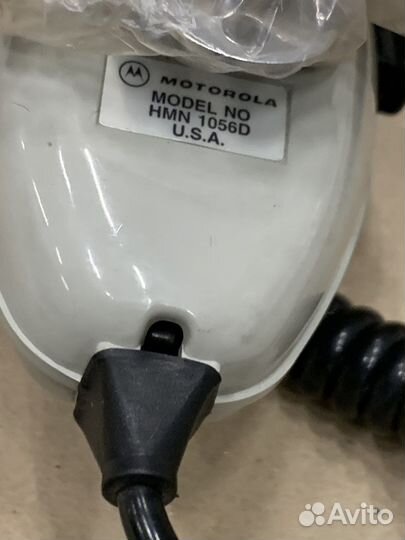 MOTOROLA
MODEL NO
HMN 1056D
U.S.A.
Avito